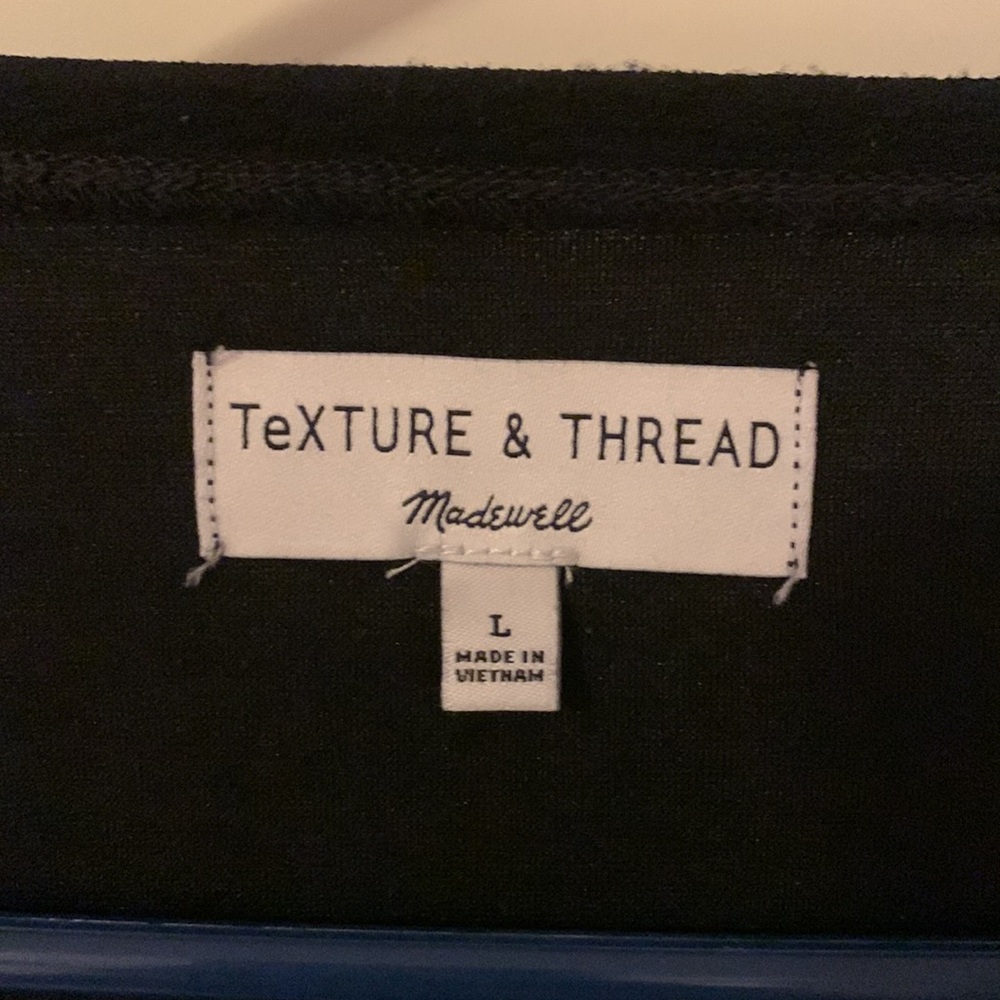 TeXTURE & THREAD
Madewell
L
MADE IN
VIETNAM